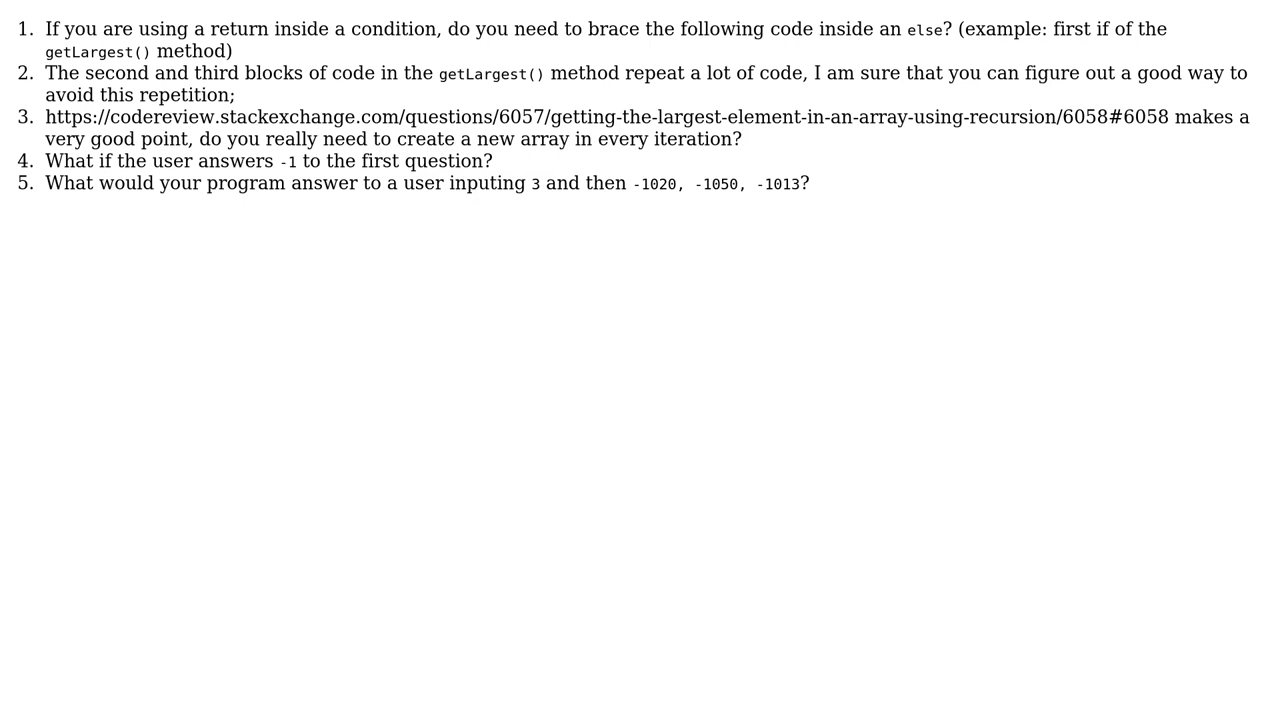 1. If you are using a return inside a condition, do you need to brace the following code inside an else? (example: first if of the
getLargest() method)
2. The second and third blocks of code in the getLargest() method repeat a lot of code, I am sure that you can figure out a good way to
avoid this repetition;
3. https://codereview.stackexchange.com/questions/6057/getting-the-largest-element-in-an-array-using-recursion/6058#6058 makes a
very good point, do you really need to create a new array in every iteration?
4. What if the user answers -1 to the first question?
5. What would your program answer to a user inputing 3 and then -1020, -1050, -1013?